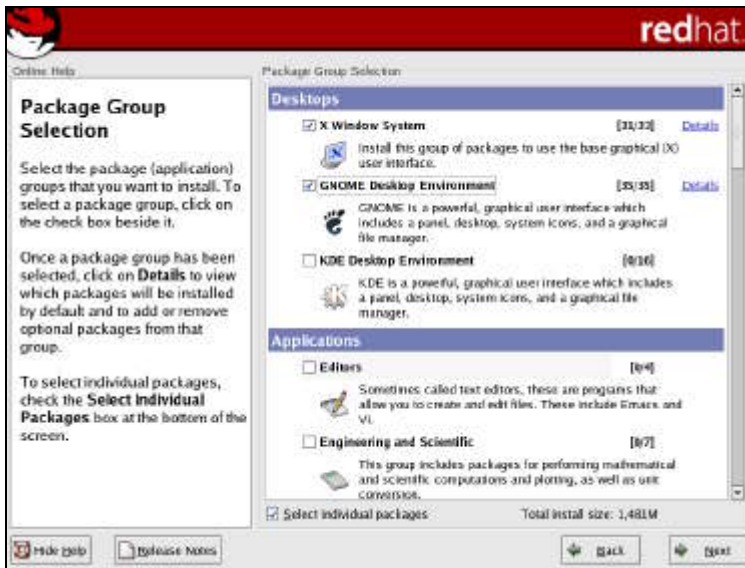 redhat.
Online Help
Package Group
Selection
Select the package (application)
groups that you want to install. To
select a package group, click on
the check box beside it.
Once a package group has been
selected, click on Details to view
which packages will be installed
by default and to add or remove
optional packages from that
group.
To select individual packages,
check the Select Individual
Packages box at the bottom of the
screen.
Hide Help
Release Notes
Package Group Selection
Desktops
X Window System [31/33] Details
Install this group of packages to use the base graphical (X)
user interface.
GNOME Desktop Environment [35/35] Details
GNOME is a powerful, graphical user interface which
includes a panel, desktop, system icons, and a graphical
file manager.
KDE Desktop Environment [0/16]
KDE is a powerful, graphical user interface which includes
a panel, desktop, system icons, and a graphical file
manager.
Applications
Editors [0/4]
Sometimes called text editors, these are programs that
allow you to create and edit files. These include Emacs and
Vi.
Engineering and Scientific [0/7]
This group includes packages for performing mathematical
and scientific computations and plotting, as well as unit
conversion.
Select individual packages Total install size: 1,481M
Back
Next